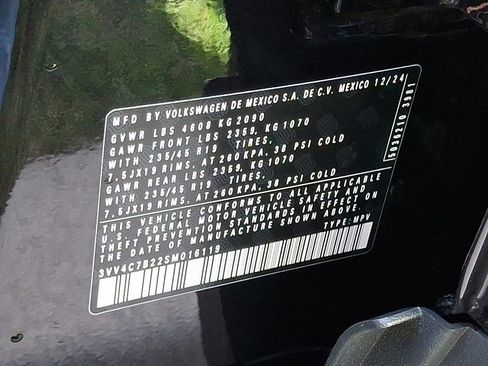 MFD BY VOLKSWAGEN DE MEXICO S.A. DE C.V. MEXICO 12/24
GVWR LBS 4608 KG 2090
GAWR FRONT LBS 2359, KG 1070
WITH 235/45 R19 TIRES,
7.5JX19 RIMS, AT 260 KPA, 38 PSI COLD
GAWR REAR LBS 2359, KG 1070
WITH 235/45 R19 TIRES,
7.5JX19 RIMS, AT 260 KPA, 38 PSI COLD
THIS VEHICLE CONFORMS TO ALL APPLICABLE
U.S. FEDERAL MOTOR VEHICLE SAFETY AND
THEFT PREVENTION STANDARDS IN EFFECT ON
THE DATE OF MANUFACTURE SHOWN ABOVE.
TYPE: MPV
3VV4C7B22SM016119